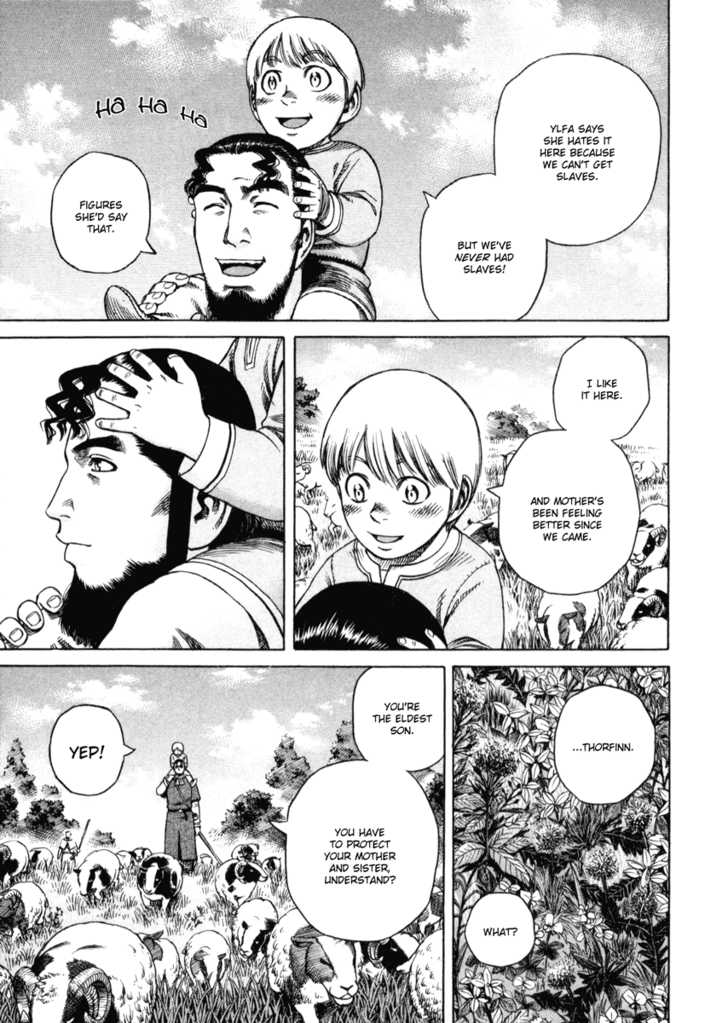 YLFA SAYS
SHE HATES IT
HERE BECAUSE
WE CAN'T GET
SLAVES.
BUT WE'VE
NEVER HAD
SLAVES!
Ha Ha Ha
FIGURES
SHE'D SAY
THAT.
I LIKE
IT HERE.
AND MOTHER'S
BEEN FEELING
BETTER SINCE
WE CAME.
...THORFINN.
WHAT?
YOU'RE
THE ELDEST
SON.
YOU HAVE
TO PROTECT
YOUR MOTHER
AND SISTER,
UNDERSTAND?
YEP!